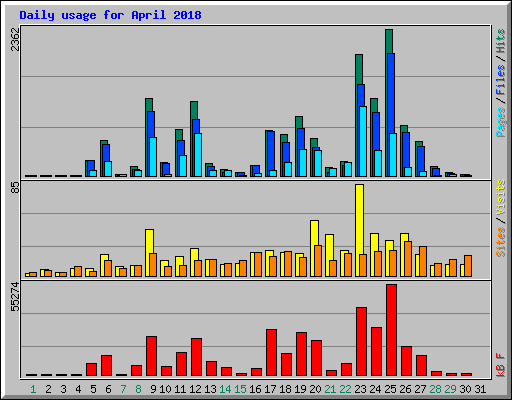 Daily usage for April 2018
2362
Pages / Files / Hits
85
Sites / Visits
55274
kB F
1 2 3 4 5 6 7 8 9 10 11 12 13 14 15 16 17 18 19 20 21 22 23 24 25 26 27 28 29 30 31